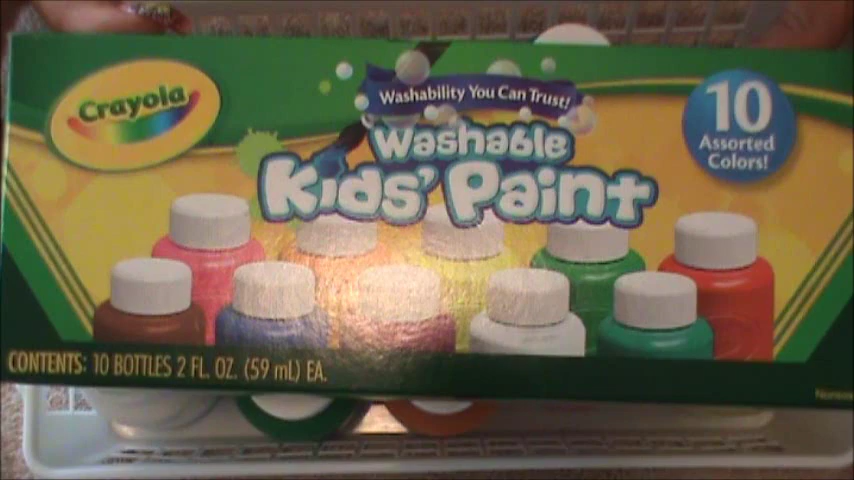 Crayola
Washability You Can Trust!
Washable
Kids' Paint
10
Assorted
Colors!
CONTENTS: 10 BOTTLES 2 FL. OZ. (59 mL) EA.